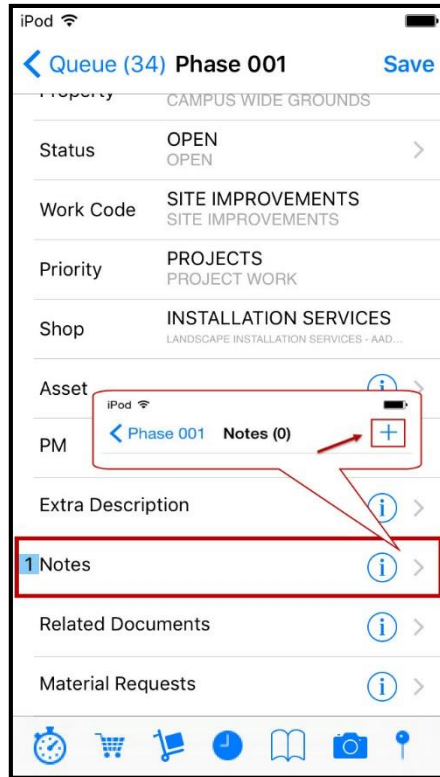 iPod
Queue (34) Phase 001 Save
Property CAMPUS WIDE GROUNDS
Status OPEN
OPEN
Work Code SITE IMPROVEMENTS
SITE IMPROVEMENTS
Priority PROJECTS
PROJECT WORK
Shop INSTALLATION SERVICES
LANDSCAPE INSTALLATION SERVICES - AAD...
Asset
iPod
Phase 001 Notes (0) +
PM
Extra Description
1 Notes
Related Documents
Material Requests